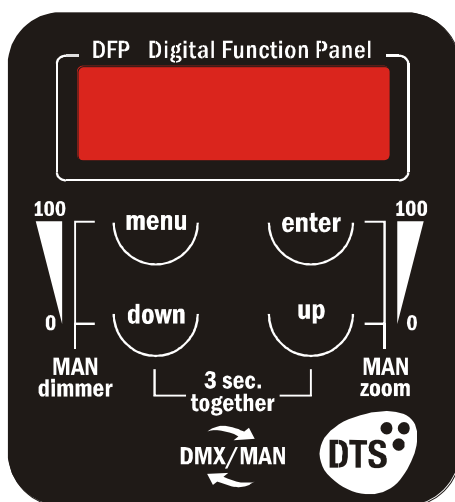 DFP Digital Function Panel
100 menu enter 100
0 down up 0
MAN dimmer
3 sec. together
MAN zoom
DMX/MAN
DTS